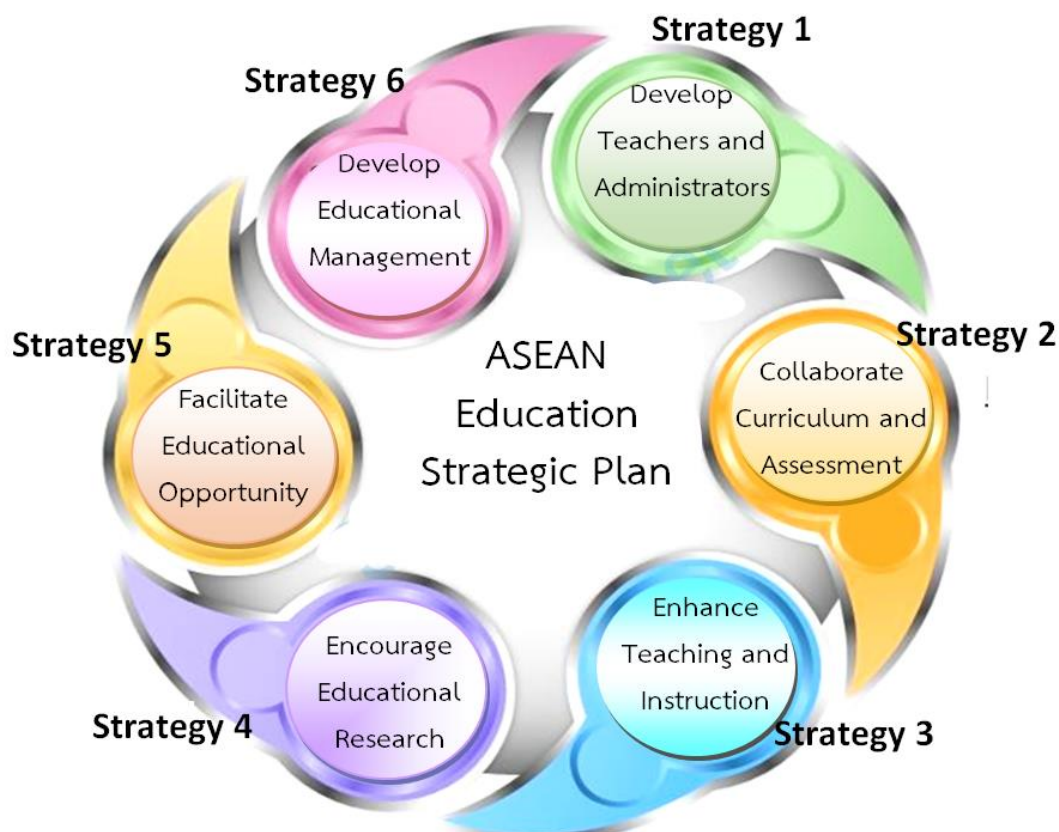 Strategy 1
Develop
Teachers and
Administrators
Strategy 2
Collaborate
Curriculum and
Assessment
Enhance
Teaching and
Instruction
Strategy 3
Encourage
Educational
Research
Strategy 4
Strategy 5
Facilitate
Educational
Opportunity
Strategy 6
Develop
Educational
Management
ASEAN
Education
Strategic Plan